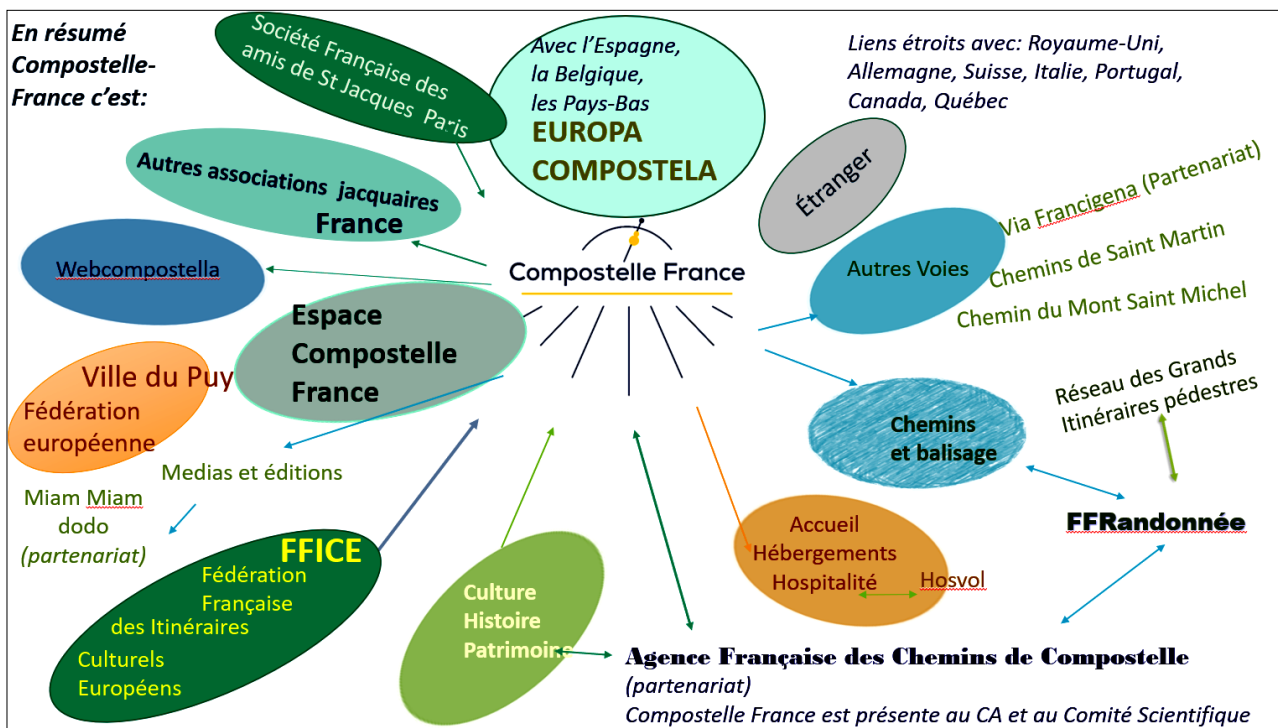 En résumé
Compostelle-
France c’est:
Société Française des
amis de St Jacques Paris
Avec l’Espagne,
la Belgique,
les Pays-Bas
EUROPA
COMPOSTELA
Liens étroits avec: Royaume-Uni,
Allemagne, Suisse, Italie, Portugal,
Canada, Québec
Autres associations jacquaires
France
Étranger
Via Francigena (Partenariat)
Autres Voies
Chemins de Saint Martin
Chemin du Mont Saint Michel
Webcompostella
Compostelle France
Espace
Compostelle
France
Ville du Puy
Fédération
européenne
Réseau des Grands
Itinéraires pédestres
Chemins
et balisage
Medias et éditions
Miam Miam
dodo
(partenariat)
FFRandonnée
Accueil
Hébergements
Hospitalité
Hosvol
FFICE
Fédération
Française
des Itinéraires
Culturels
Européens
Culture
Histoire
Patrimoine
Agence Française des Chemins de Compostelle
(partenariat)
Compostelle France est présente au CA et au Comité Scientifique